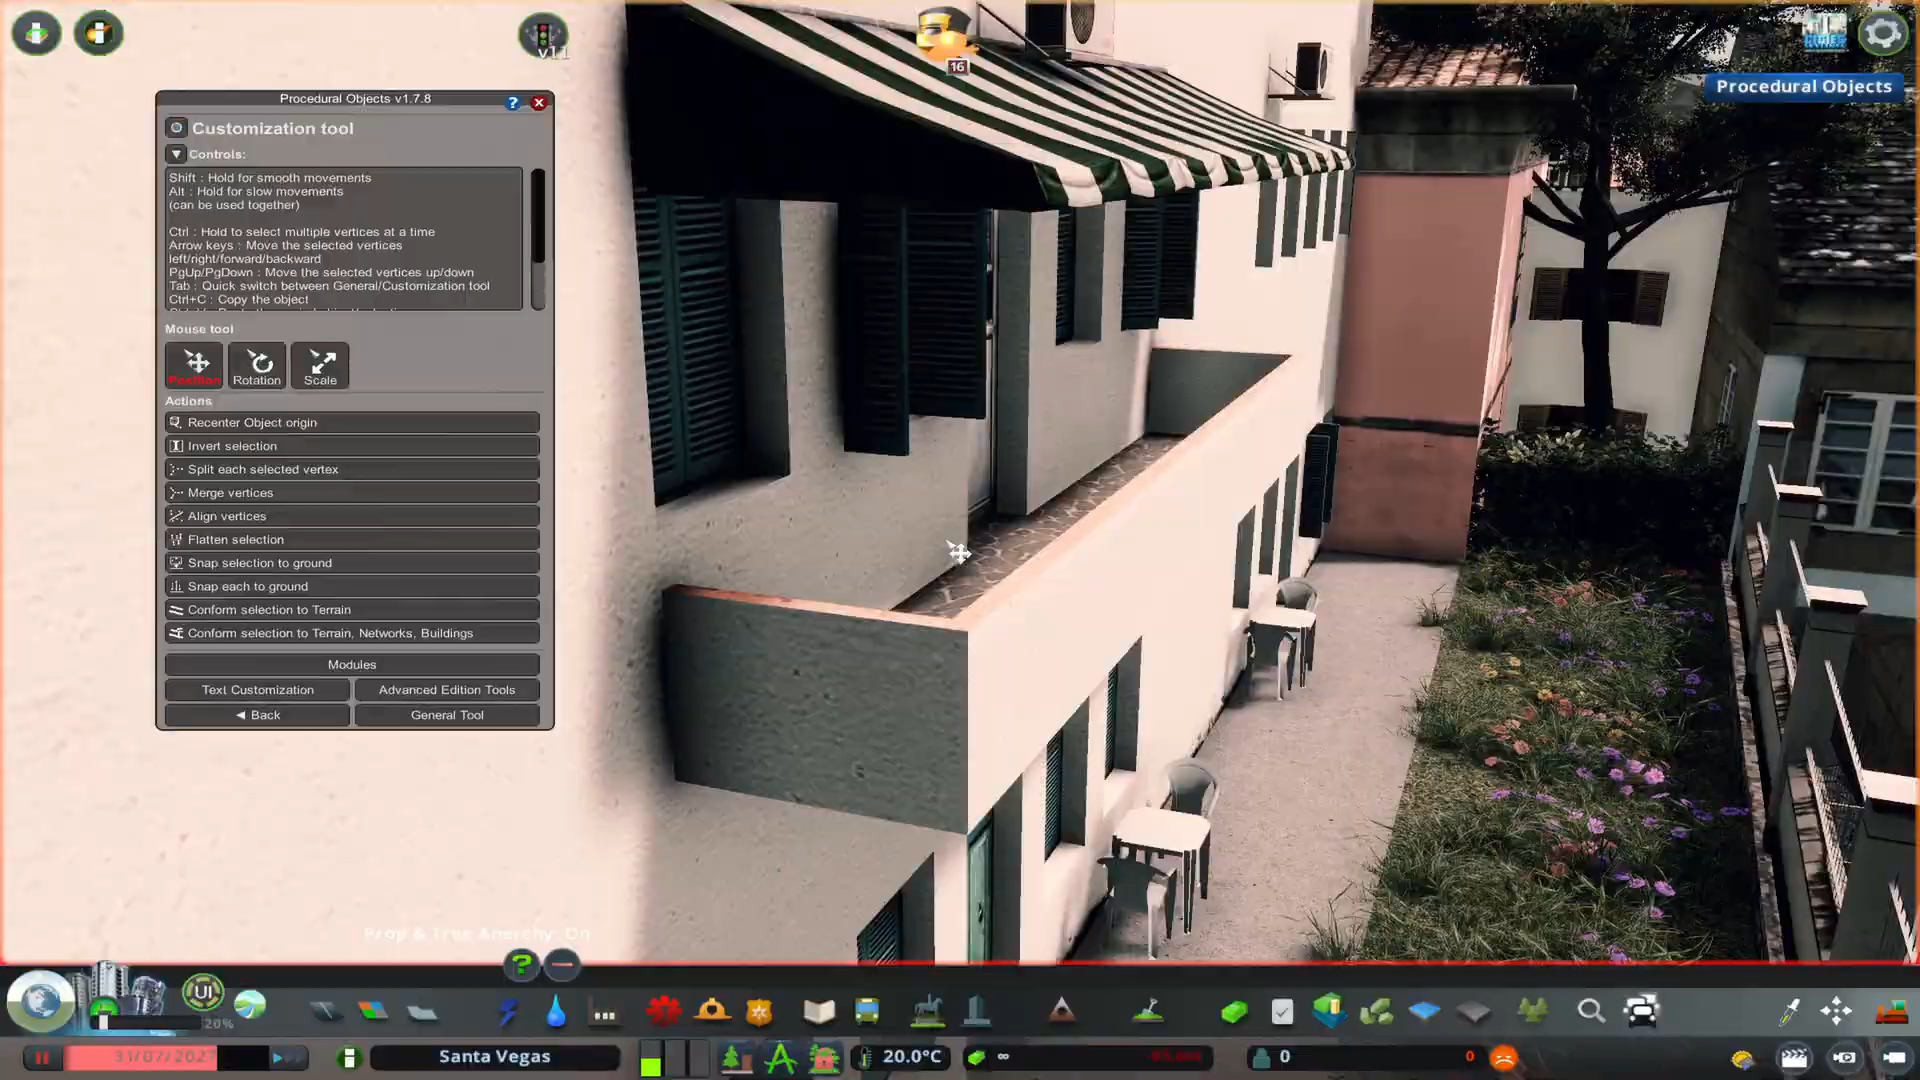 v11
16
Procedural Objects
Procedural Objects v1.7.8
?
Customization tool
Controls:
Shift : Hold for smooth movements
Alt : Hold for slow movements
(can be used together)
Ctrl : Hold to select multiple vertices at a time
Arrow keys : Move the selected vertices
left/right/forward/backward
PgUp/PgDown : Move the selected vertices up/down
Tab : Quick switch between General/Customization tool
Ctrl+C : Copy the object
Mouse tool
Position
Rotation
Scale
Actions
Recenter Object origin
Invert selection
Split each selected vertex
Merge vertices
Align vertices
Flatten selection
Snap selection to ground
Snap each to ground
Conform selection to Terrain
Conform selection to Terrain, Networks, Buildings
Modules
Text Customization
Advanced Edition Tools
Back
General Tool
Prop & Tree Anarchy: On
?
UI
20%
31/07/2027
Santa Vegas
20.0°C
∞
0
0